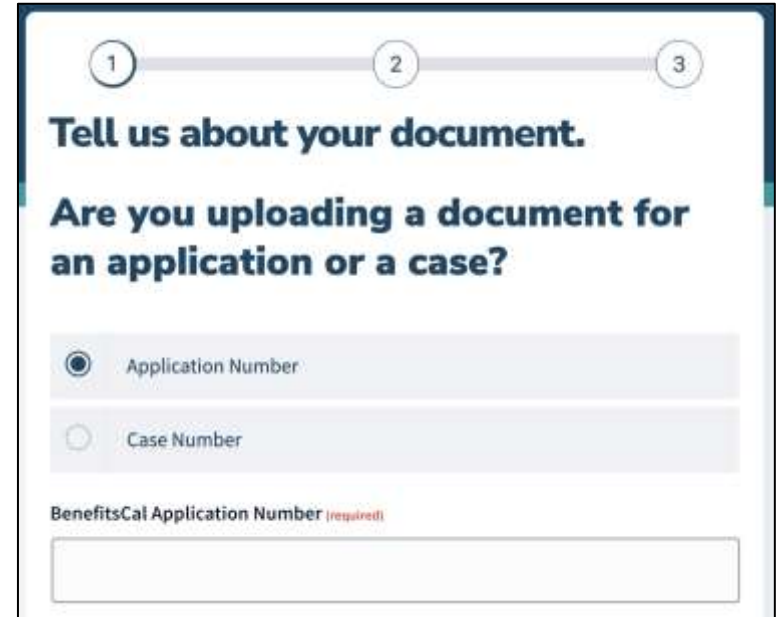 1 2 3
Tell us about your document.
Are you uploading a document for
an application or a case?
Application Number
Case Number
BenefitsCal Application Number (required)